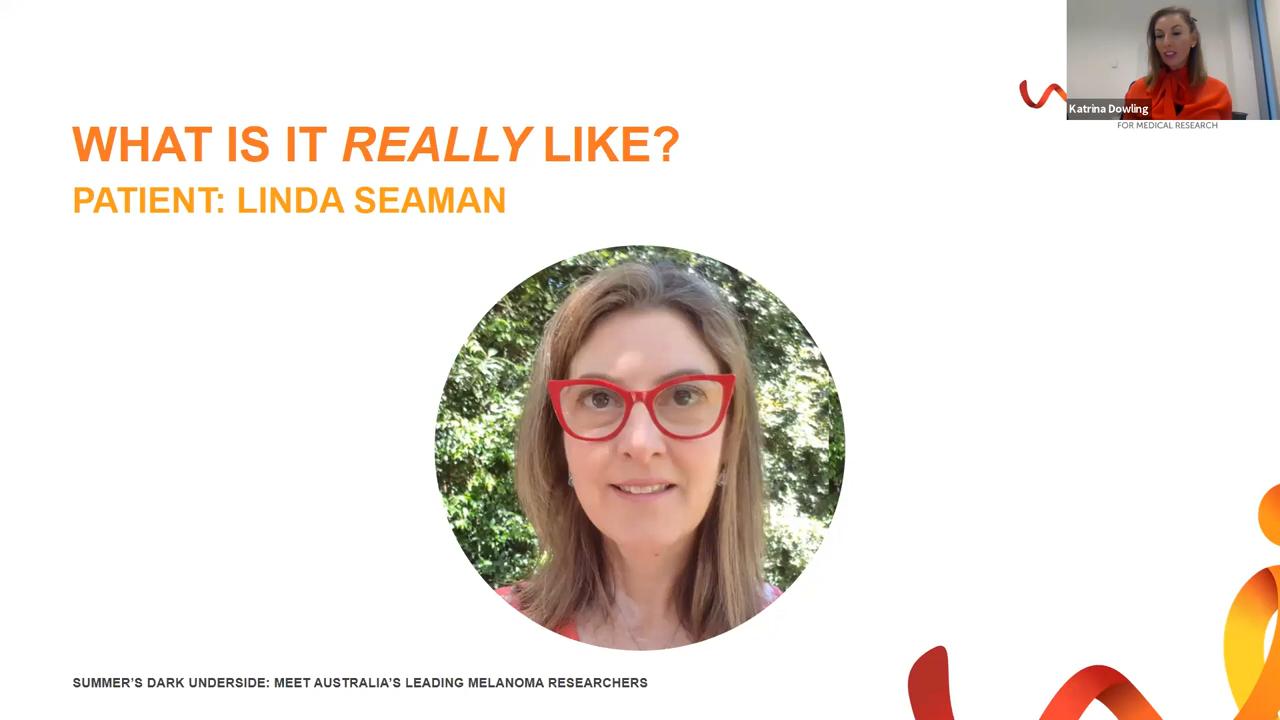 Katrina Dowling
FOR MEDICAL RESEARCH
WHAT IS IT REALLY LIKE?
PATIENT: LINDA SEAMAN
SUMMER’S DARK UNDERSIDE: MEET AUSTRALIA’S LEADING MELANOMA RESEARCHERS